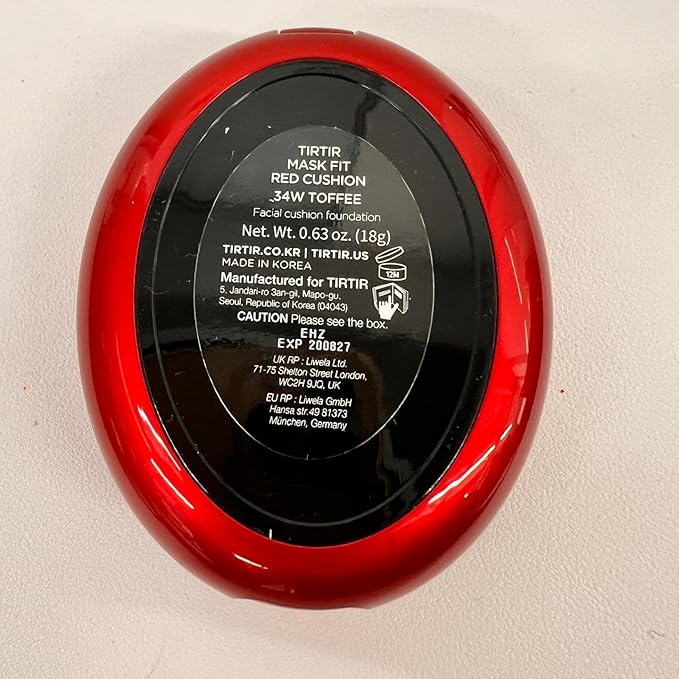 TIRTIR
MASK FIT
RED CUSHION
34W TOFFEE
Facial cushion foundation
Net. Wt. 0.63 oz. (18g)
TIRTIR.CO.KR | TIRTIR.US
MADE IN KOREA
12M
Manufactured for TIRTIR
5, Jandari-ro 3an-gil, Mapo-gu,
Seoul, Republic of Korea (04043)
CAUTION Please see the box.
EHZ
EXP 200827
UK RP : Liwela Ltd.
71-75 Shelton Street London,
WC2H 9JQ, UK
EU RP : Liwela GmbH
Hansa str.49 81373
München, Germany